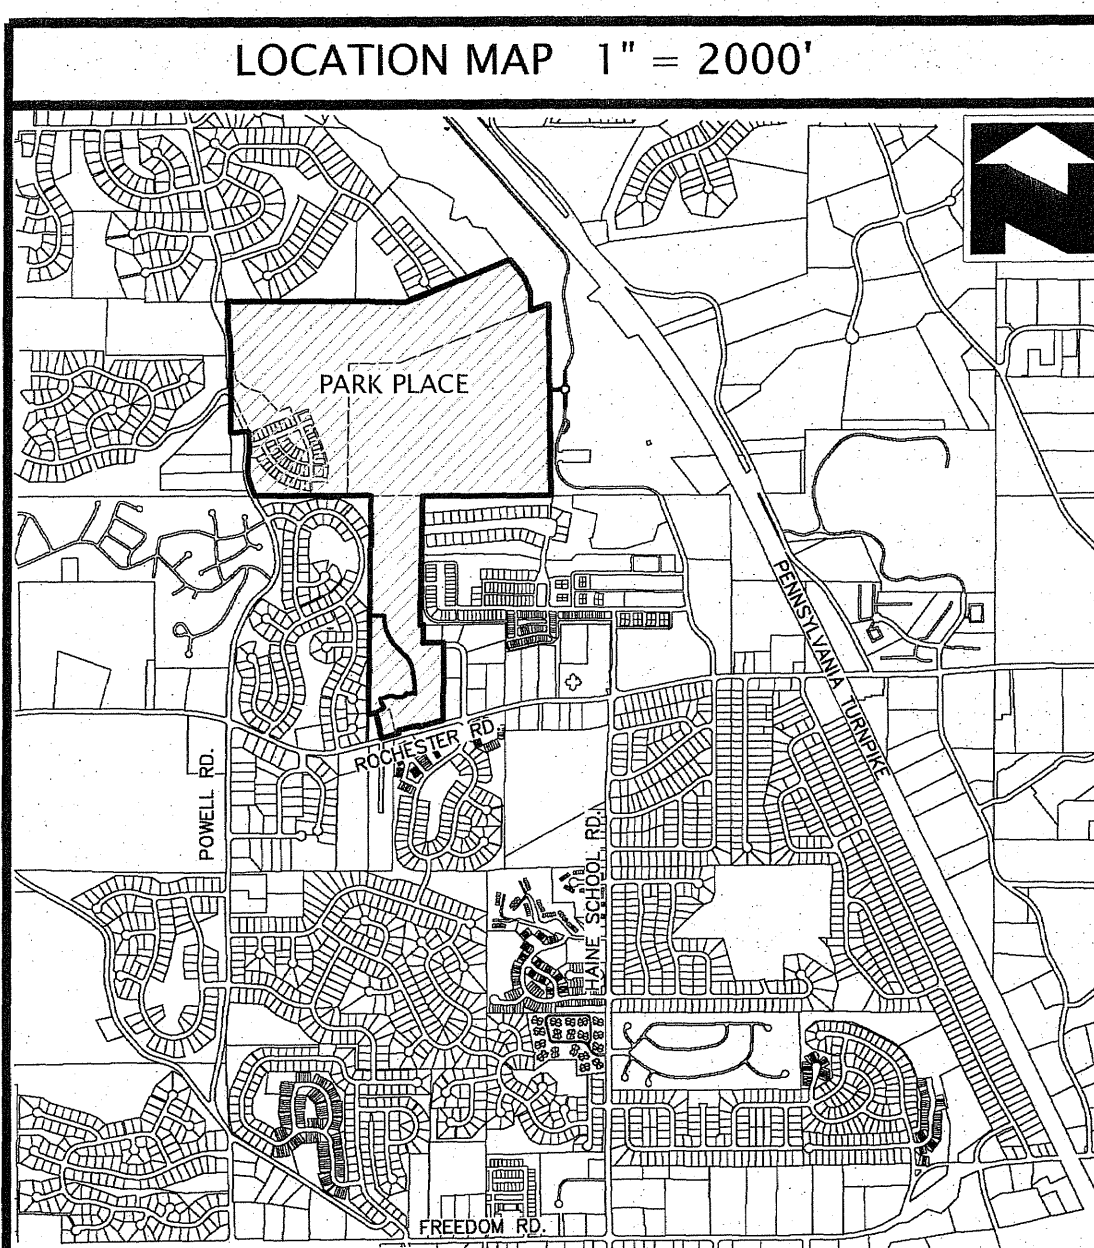 LOCATION MAP 1" = 2000'
PARK PLACE
PENNSYLVANIA TURNPIKE
ROCHESTER RD.
POWELL RD.
HAINE SCHOOL RD.
FREEDOM RD.